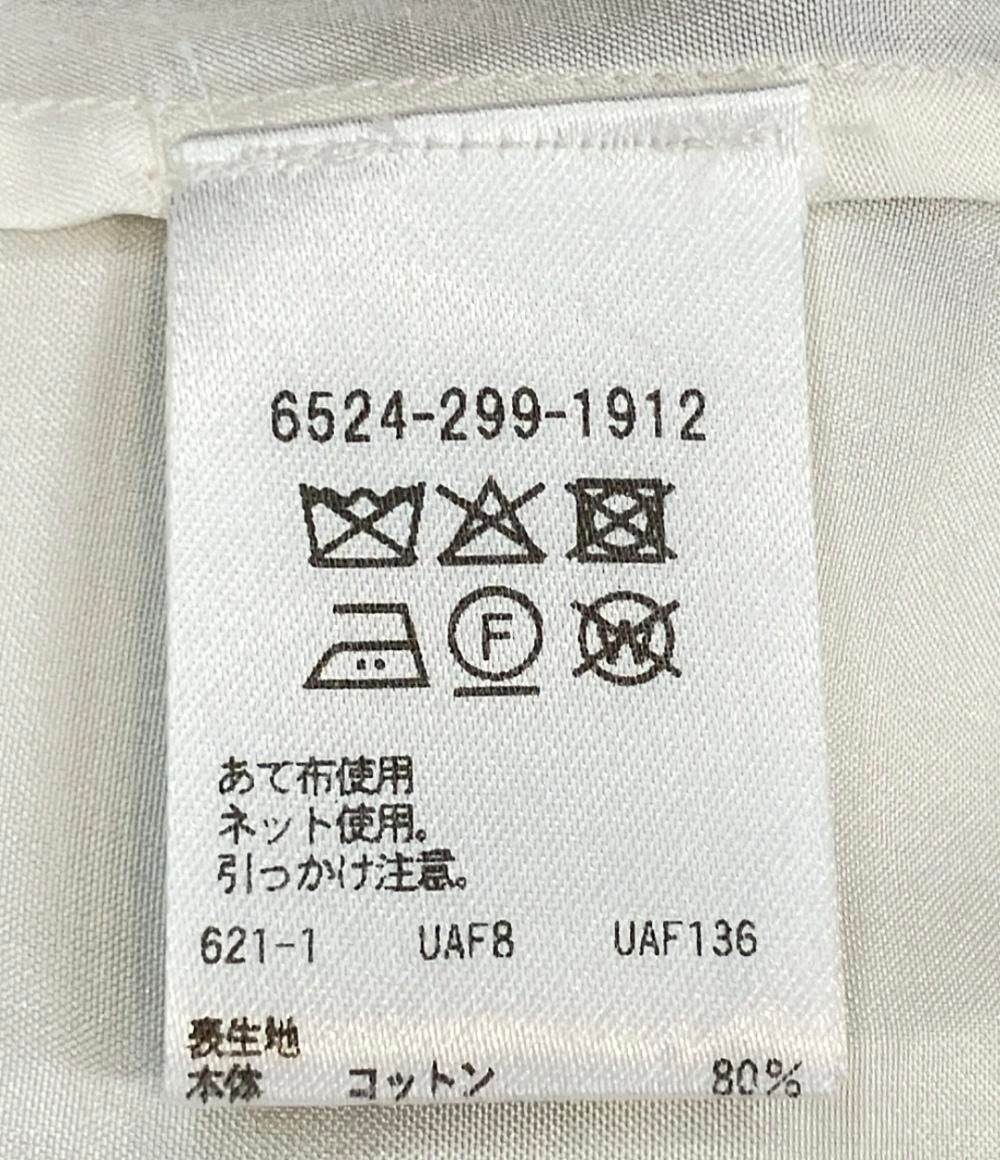 6524-299-1912
F
W
あて布使用
ネット使用。
引っかけ注意。
621-1 UAF8 UAF136
表生地
本体 コットン 80%